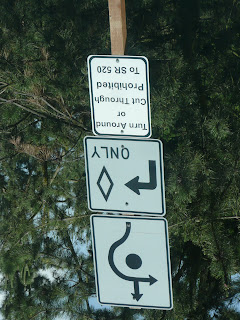 ONLY
Turn Around
or
Cut Through
Prohibited
To SR 520